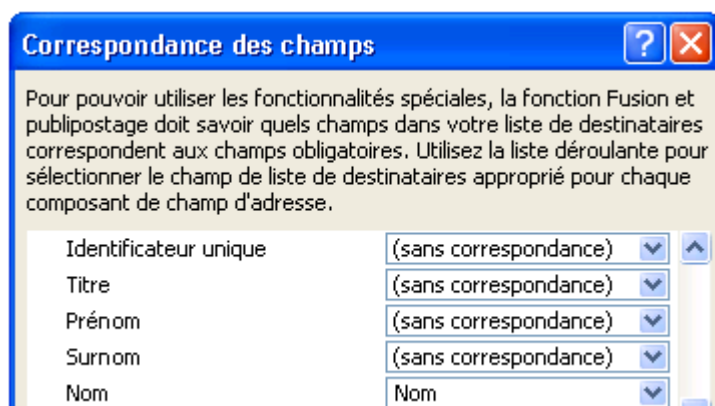 Correspondance des champs
Pour pouvoir utiliser les fonctionnalités spéciales, la fonction Fusion et
publipostage doit savoir quels champs dans votre liste de destinataires
correspondent aux champs obligatoires. Utilisez la liste déroulante pour
sélectionner le champ de liste de destinataires approprié pour chaque
composant de champ d'adresse.
Identificateur unique (sans correspondance)
Titre (sans correspondance)
Prénom (sans correspondance)
Surnom (sans correspondance)
Nom Nom